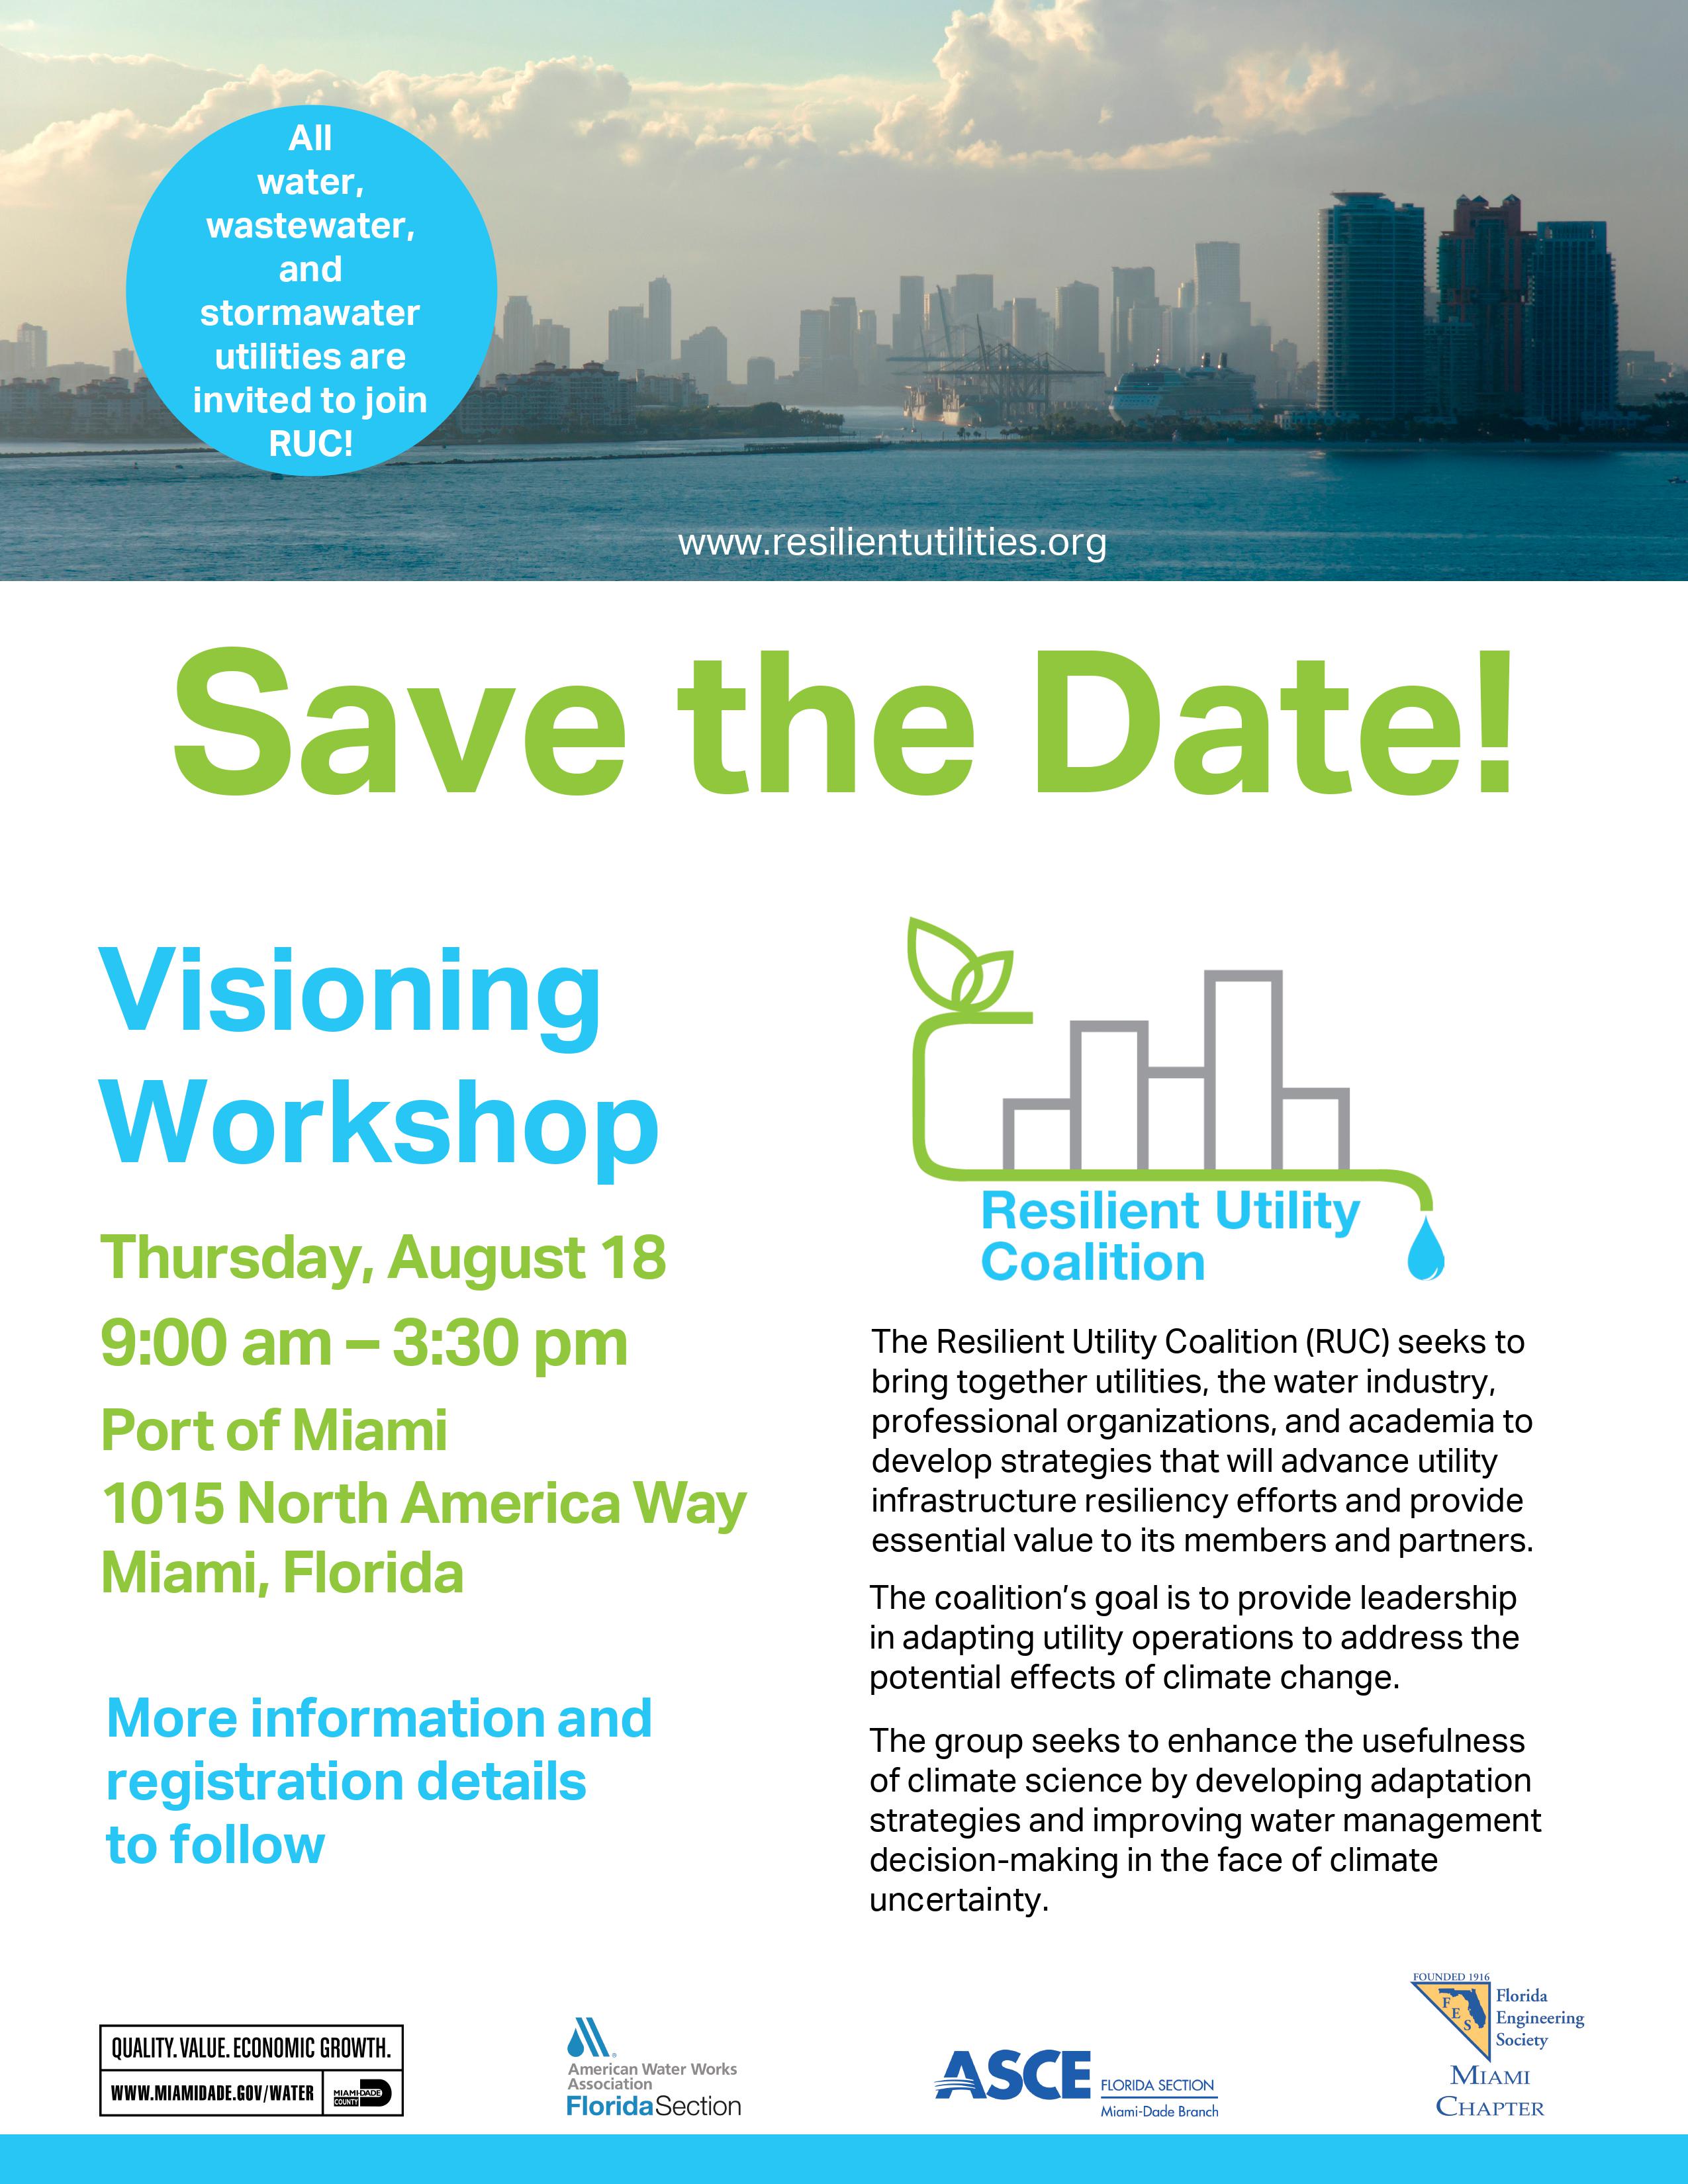 All
water,
wastewater,
and
stormawater
utilities are
invited to join
RUC!
www.resilientutilities.org
Save the Date!
Visioning
Workshop
Thursday, August 18
9:00 am – 3:30 pm
Port of Miami
1015 North America Way
Miami, Florida
More information and
registration details
to follow
Resilient Utility
Coalition
The Resilient Utility Coalition (RUC) seeks to
bring together utilities, the water industry,
professional organizations, and academia to
develop strategies that will advance utility
infrastructure resiliency efforts and provide
essential value to its members and partners.
The coalition’s goal is to provide leadership
in adapting utility operations to address the
potential effects of climate change.
The group seeks to enhance the usefulness
of climate science by developing adaptation
strategies and improving water management
decision-making in the face of climate
uncertainty.
QUALITY. VALUE. ECONOMIC GROWTH.
WWW.MIAMIDADE.GOV/WATER
MIAMI-DADE
COUNTY
American Water Works
Association
FloridaSection
ASCE
FLORIDA SECTION
Miami-Dade Branch
FOUNDED 1916
F
E
S
Florida
Engineering
Society
MIAMI
CHAPTER